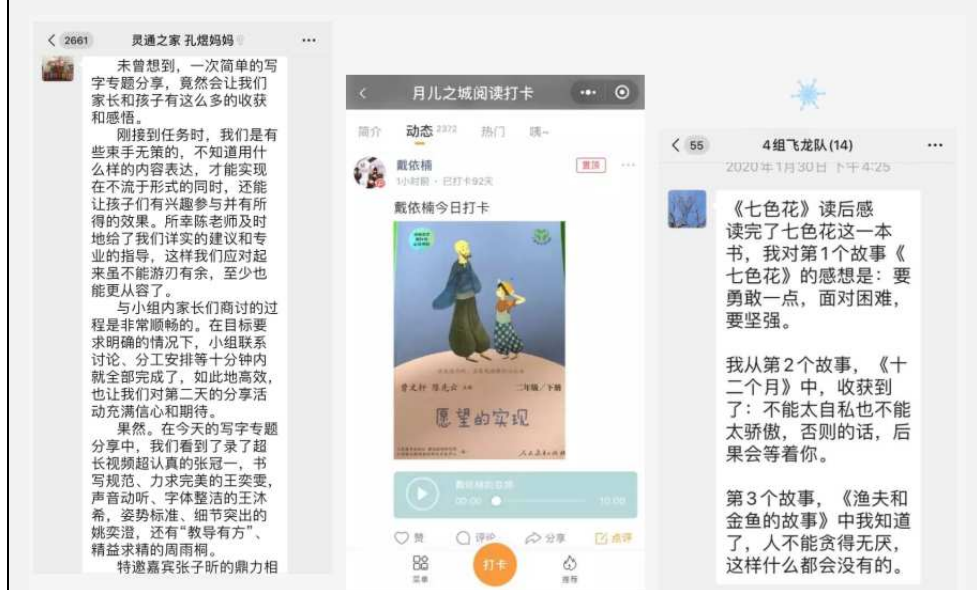 2661
灵通之家 孔煜妈妈
未曾想到，一次简单的写
字专题分享，竟然会让我们
家长和孩子有这么多的收获
和感悟。
刚接到任务时，我们是有
些束手无策的，不知道用什
么样的内容表达，才能实现
在不流于形式的同时，还能
让孩子们有兴趣参与并有所
得的效果。所幸陈老师及时
地给了我们详实的建议和专
业的指导，这样我们应对起
来虽不能游刃有余，至少也
能更从容了。
与小组内家长们商讨的过
程是非常顺畅的。在目标要
求明确的情况下，小组联系
讨论、分工安排等十分钟内
就全部完成了，如此地高效，
也让我们对第二天的分享活
动充满信心和期待。
果然。在今天的写字专题
分享中，我们看到了录了超
长视频超认真的张冠一，书
写规范、力求完美的王奕雯，
声音动听、字体整洁的王沐
希，姿势标准、细节突出的
姚奕澄，还有“教导有方”、
精益求精的周雨桐。
特邀嘉宾张子昕的鼎力相
月儿之城阅读打卡
简介 动态 2372 热门 咦~
戴依楠
置顶
1小时前·已打卡92天
戴依楠今日打卡
曹文轩 陈先云 主编
二年级/下册
愿望的实现
人民教育出版社
戴依楠的音频
00:00
10:08
赞 评论 分享 点评
菜单
打卡
推荐
55
4组飞龙队(14)
2020年1月30日 下午4:25
《七色花》读后感
读完了七色花这一本
书，我对第1个故事《
七色花》的感想是：要
勇敢一点，面对困难，
要坚强。
我从第2个故事，《十
二个月》中，收获到
了：不能太自私也不能
太骄傲，否则的话，后
果会等着你。
第3个故事，《渔夫和
金鱼的故事》中我知道
了，人不能贪得无厌，
这样什么都会没有的。